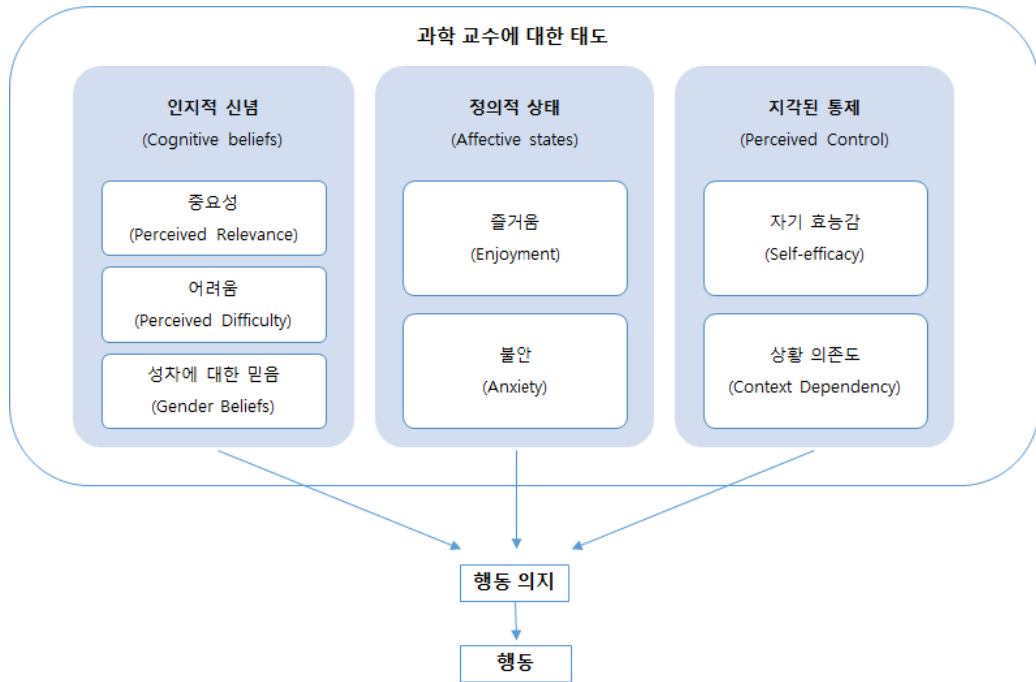 과학 교수에 대한 태도
인지적 신념
(Cognitive beliefs)
중요성
(Perceived Relevance)
어려움
(Perceived Difficulty)
성차에 대한 믿음
(Gender Beliefs)
정의적 상태
(Affective states)
즐거움
(Enjoyment)
불안
(Anxiety)
지각된 통제
(Perceived Control)
자기 효능감
(Self-efficacy)
상황 의존도
(Context Dependency)
행동 의지
행동